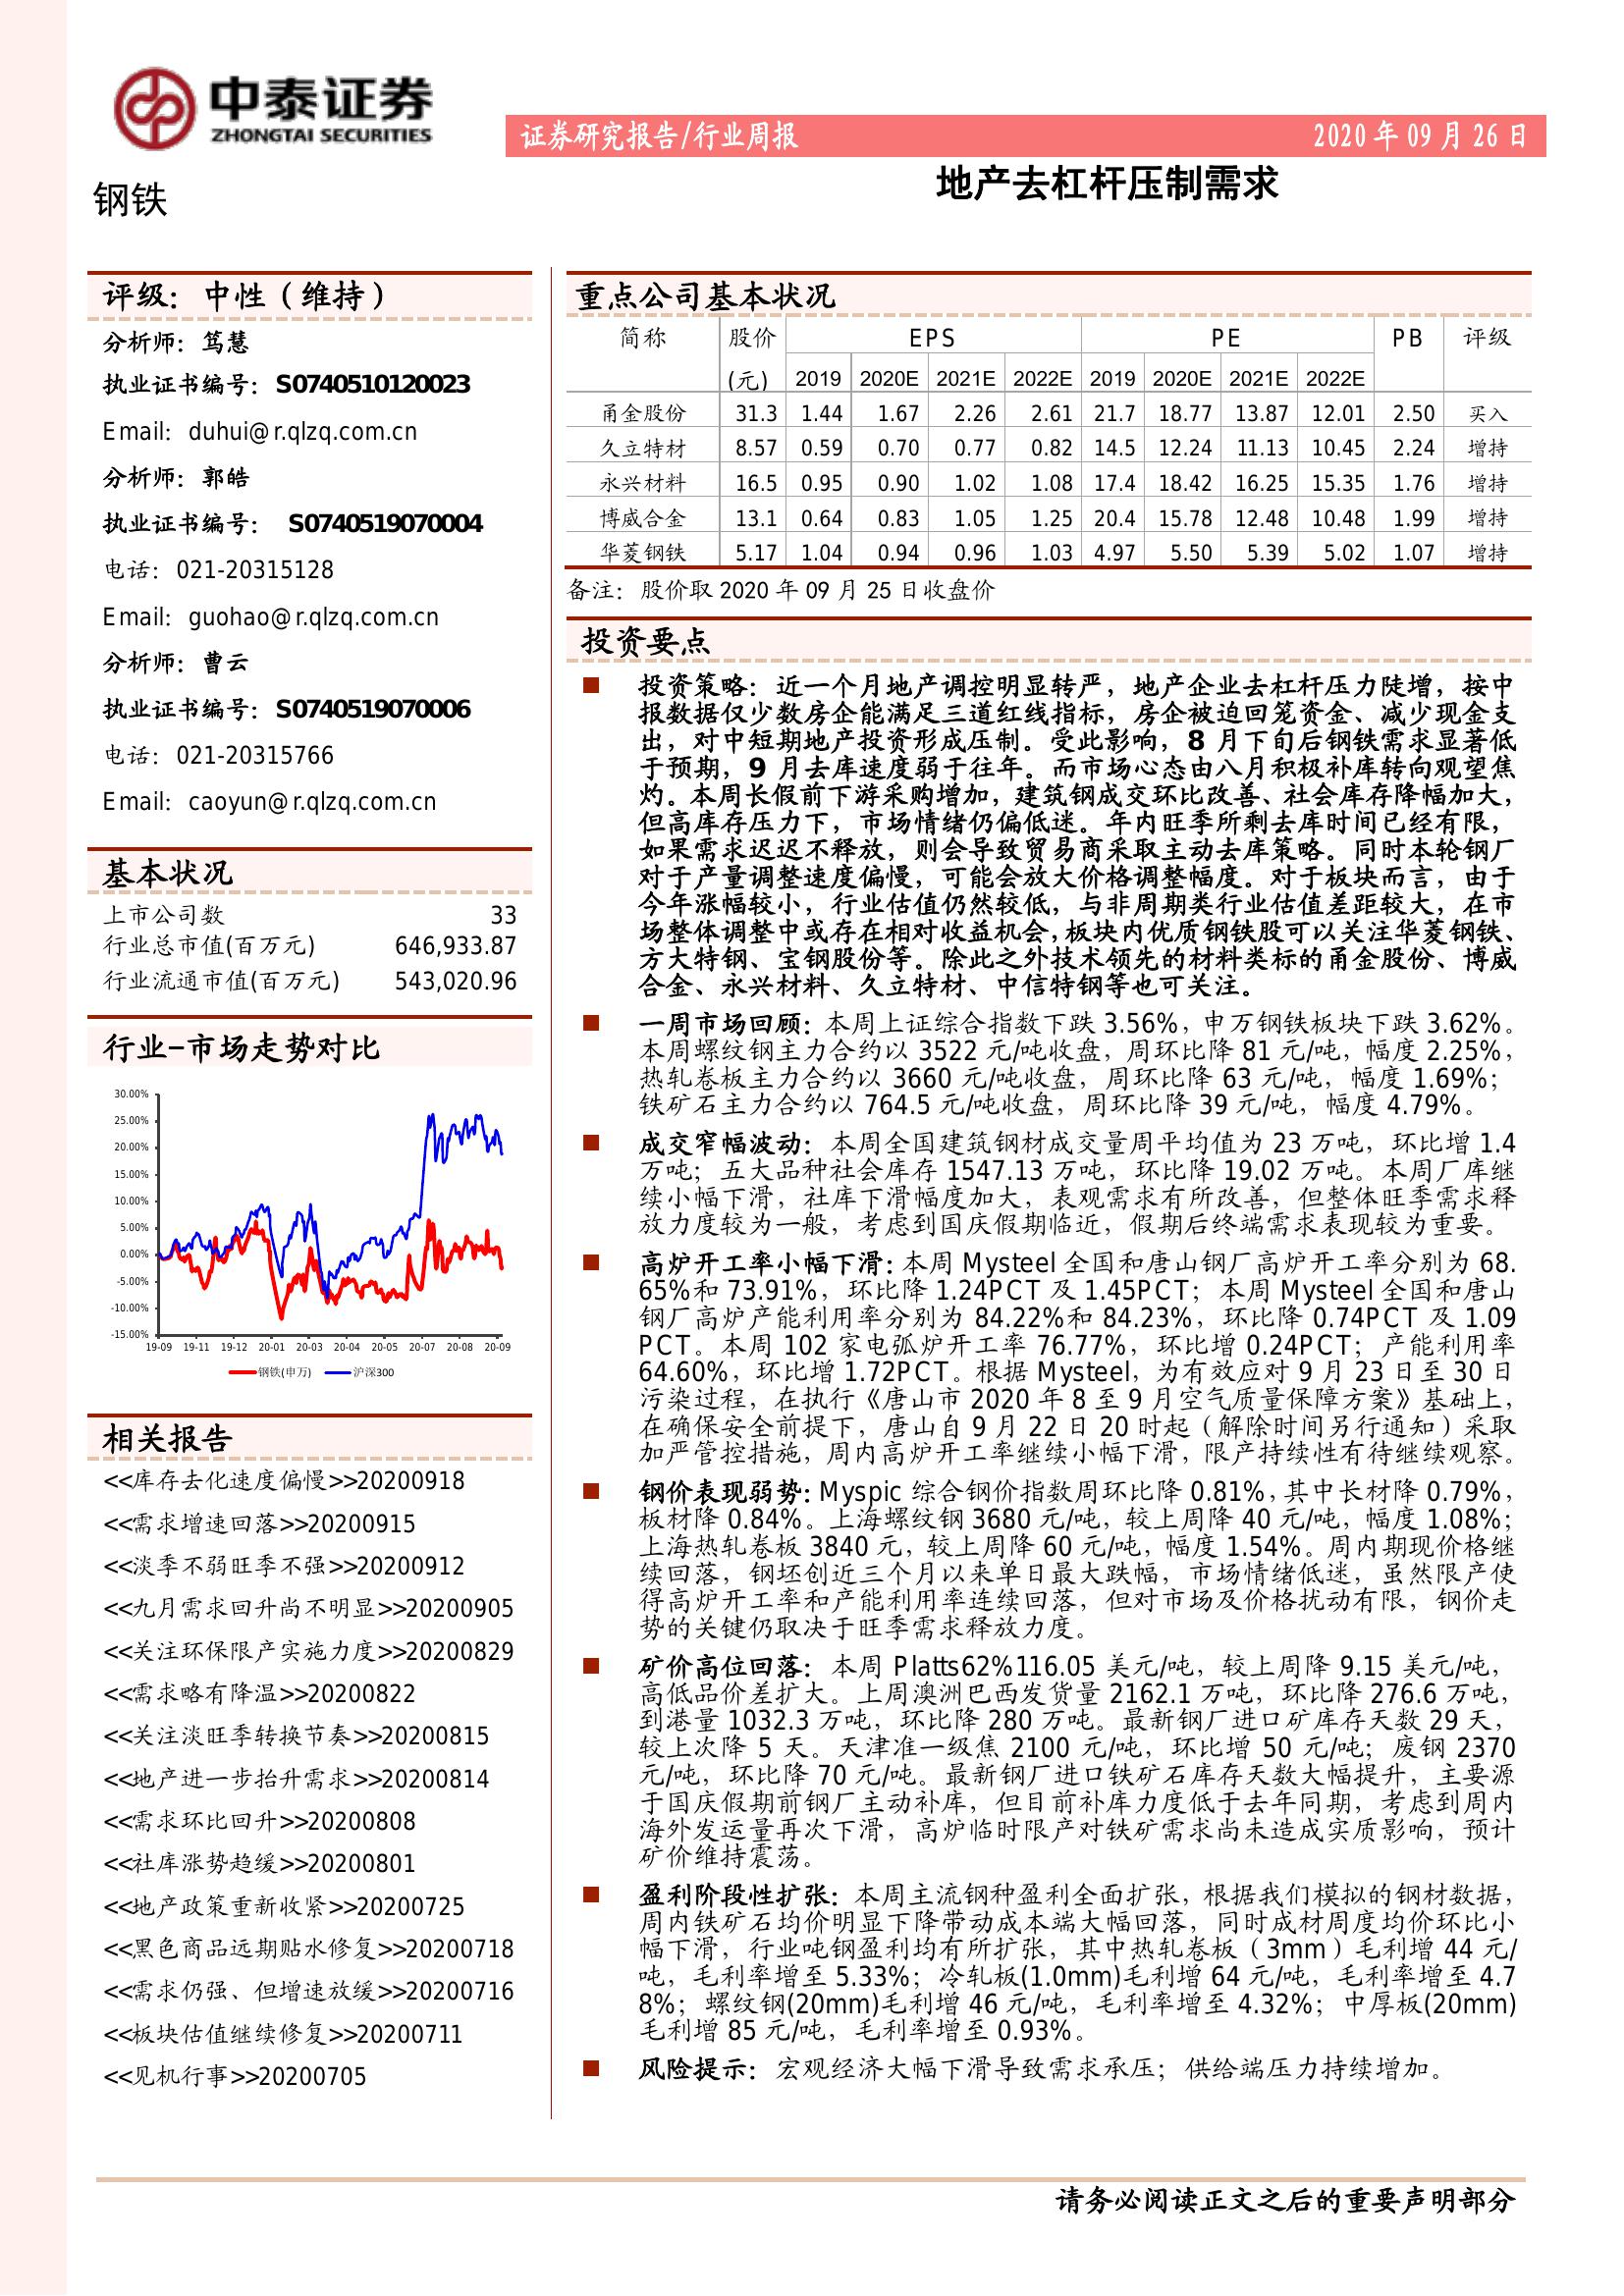 中泰证券
ZHONGTAI SECURITIES
证券研究报告/行业周报 2020 年 09 月 26 日
钢铁
地产去杠杆压制需求
评级：中性（维持）
分析师：笃慧
执业证书编号：S0740510120023
Email：duhui@r.qlzq.com.cn
分析师：郭皓
执业证书编号： S0740519070004
电话：021-20315128
Email：guohao@r.qlzq.com.cn
分析师：曹云
执业证书编号：S0740519070006
电话：021-20315766
Email：caoyun@r.qlzq.com.cn
基本状况
上市公司数 33
行业总市值(百万元) 646,933.87
行业流通市值(百万元) 543,020.96
行业-市场走势对比
30.00%
25.00%
20.00%
15.00%
10.00%
5.00%
0.00%
-5.00%
-10.00%
-15.00%
19-09 19-11 19-12 20-01 20-03 20-04 20-05 20-07 20-08 20-09
钢铁(申万) 沪深300
相关报告
<<库存去化速度偏慢>>20200918
<<需求增速回落>>20200915
<<淡季不弱旺季不强>>20200912
<<九月需求回升尚不明显>>20200905
<<关注环保限产实施力度>>20200829
<<需求略有降温>>20200822
<<关注淡旺季转换节奏>>20200815
<<地产进一步抬升需求>>20200814
<<需求环比回升>>20200808
<<社库涨势趋缓>>20200801
<<地产政策重新收紧>>20200725
<<黑色商品远期贴水修复>>20200718
<<需求仍强、但增速放缓>>20200716
<<板块估值继续修复>>20200711
<<见机行事>>20200705
重点公司基本状况
简称 股价 EPS PE PB 评级
(元) 2019 2020E 2021E 2022E 2019 2020E 2021E 2022E
甬金股份 31.3 1.44 1.67 2.26 2.61 21.7 18.77 13.87 12.01 2.50 买入
久立特材 8.57 0.59 0.70 0.77 0.82 14.5 12.24 11.13 10.45 2.24 增持
永兴材料 16.5 0.95 0.90 1.02 1.08 17.4 18.42 16.25 15.35 1.76 增持
博威合金 13.1 0.64 0.83 1.05 1.25 20.4 15.78 12.48 10.48 1.99 增持
华菱钢铁 5.17 1.04 0.94 0.96 1.03 4.97 5.50 5.39 5.02 1.07 增持
备注：股价取 2020 年 09 月 25 日收盘价
投资要点
投资策略：近一个月地产调控明显转严，地产企业去杠杆压力陡增，按中
报数据仅少数房企能满足三道红线指标，房企被迫回笼资金、减少现金支
出，对中短期地产投资形成压制。受此影响，8 月下旬后钢铁需求显著低
于预期，9 月去库速度弱于往年。而市场心态由八月积极补库转向观望焦
灼。本周长假前下游采购增加，建筑钢成交环比改善、社会库存降幅加大，
但高库存压力下，市场情绪仍偏低迷。年内旺季所剩去库时间已经有限，
如果需求迟迟不释放，则会导致贸易商采取主动去库策略。同时本轮钢厂
对于产量调整速度偏慢，可能会放大价格调整幅度。对于板块而言，由于
今年涨幅较小，行业估值仍然较低，与非周期类行业估值差距较大，在市
场整体调整中或存在相对收益机会，板块内优质钢铁股可以关注华菱钢铁、
方大特钢、宝钢股份等。除此之外技术领先的材料类标的甬金股份、博威
合金、永兴材料、久立特材、中信特钢等也可关注。
一周市场回顾：本周上证综合指数下跌 3.56%，申万钢铁板块下跌 3.62%。
本周螺纹钢主力合约以 3522 元/吨收盘，周环比降 81 元/吨，幅度 2.25%，
热轧卷板主力合约以 3660 元/吨收盘，周环比降 63 元/吨，幅度 1.69%；
铁矿石主力合约以 764.5 元/吨收盘，周环比降 39 元/吨，幅度 4.79%。
成交窄幅波动：本周全国建筑钢材成交量周平均值为 23 万吨，环比增 1.4
万吨；五大品种社会库存 1547.13 万吨，环比降 19.02 万吨。本周厂库继
续小幅下滑，社库下滑幅度加大，表观需求有所改善，但整体旺季需求释
放力度较为一般，考虑到国庆假期临近，假期后终端需求表现较为重要。
高炉开工率小幅下滑：本周 Mysteel 全国和唐山钢厂高炉开工率分别为 68.
65%和 73.91%，环比降 1.24PCT 及 1.45PCT；本周 Mysteel 全国和唐山
钢厂高炉产能利用率分别为 84.22%和 84.23%，环比降 0.74PCT 及 1.09
PCT。本周 102 家电弧炉开工率 76.77%，环比增 0.24PCT；产能利用率
64.60%，环比增 1.72PCT。根据 Mysteel，为有效应对 9 月 23 日至 30 日
污染过程，在执行《唐山市 2020 年 8 至 9 月空气质量保障方案》基础上，
在确保安全前提下，唐山自 9 月 22 日 20 时起（解除时间另行通知）采取
加严管控措施，周内高炉开工率继续小幅下滑，限产持续性有待继续观察。
钢价表现弱势：Myspic 综合钢价指数周环比降 0.81%，其中长材降 0.79%，
板材降 0.84%。上海螺纹钢 3680 元/吨，较上周降 40 元/吨，幅度 1.08%；
上海热轧卷板 3840 元，较上周降 60 元/吨，幅度 1.54%。周内期现价格继
续回落，钢坯创近三个月以来单日最大跌幅，市场情绪低迷，虽然限产使
得高炉开工率和产能利用率连续回落，但对市场及价格扰动有限，钢价走
势的关键仍取决于旺季需求释放力度。
矿价高位回落：本周 Platts62%116.05 美元/吨，较上周降 9.15 美元/吨，
高低品价差扩大。上周澳洲巴西发货量 2162.1 万吨，环比降 276.6 万吨，
到港量 1032.3 万吨，环比降 280 万吨。最新钢厂进口矿库存天数 29 天，
较上次降 5 天。天津准一级焦 2100 元/吨，环比增 50 元/吨；废钢 2370
元/吨，环比降 70 元/吨。最新钢厂进口铁矿石库存天数大幅提升，主要源
于国庆假期前钢厂主动补库，但目前补库力度低于去年同期，考虑到周内
海外发运量再次下滑，高炉临时限产对铁矿需求尚未造成实质影响，预计
矿价维持震荡。
盈利阶段性扩张：本周主流钢种盈利全面扩张，根据我们模拟的钢材数据，
周内铁矿石均价明显下降带动成本端大幅回落，同时成材周度均价环比小
幅下滑，行业吨钢盈利均有所扩张，其中热轧卷板（3mm）毛利增 44 元/
吨，毛利率增至 5.33%；冷轧板(1.0mm)毛利增 64 元/吨，毛利率增至 4.7
8%；螺纹钢(20mm)毛利增 46 元/吨，毛利率增至 4.32%；中厚板(20mm)
毛利增 85 元/吨，毛利率增至 0.93%。
风险提示：宏观经济大幅下滑导致需求承压；供给端压力持续增加。
请务必阅读正文之后的重要声明部分